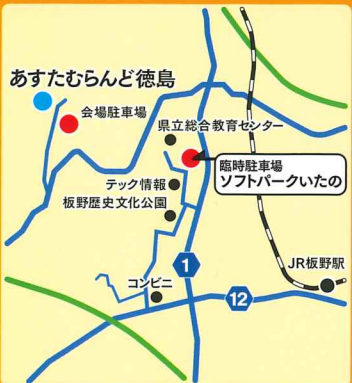 あすたむらんど徳島
会場駐車場
県立総合教育センター
臨時駐車場
ソフトパークいたの
テック情報
板野歴史文化公園
コンビニ
1
12
JR板野駅